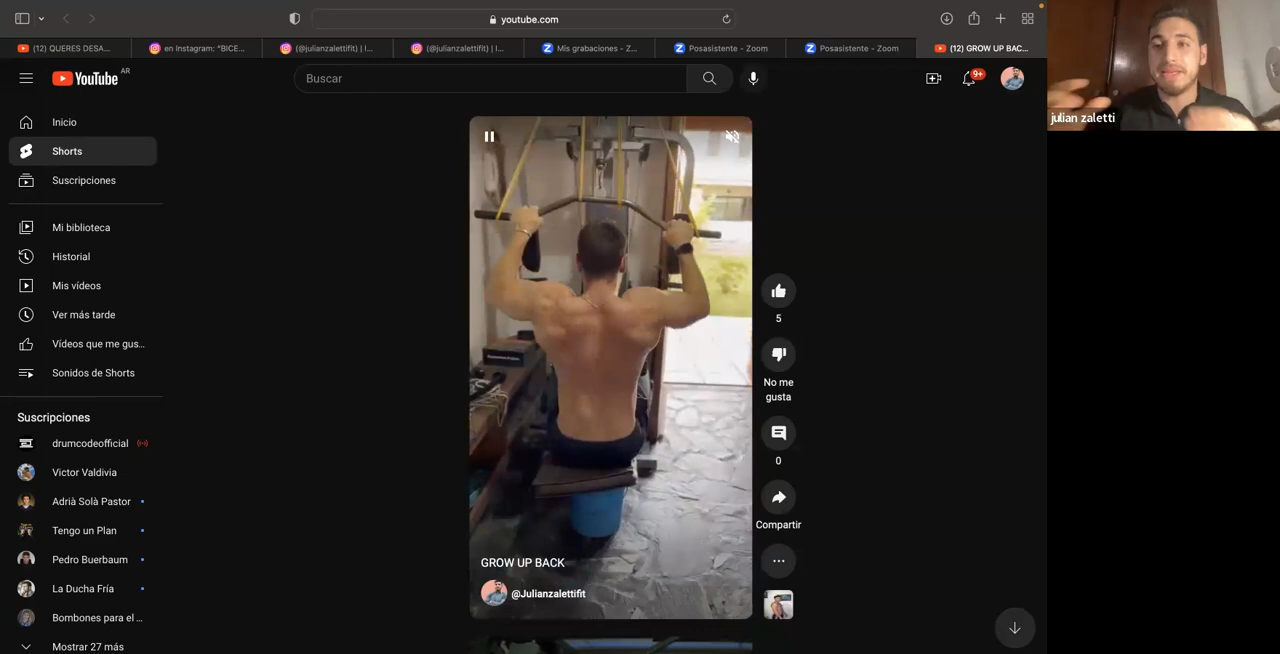 youtube.com
(12) QUERES DESA...
en Instagram: "BICE...
(@julianzalettifit) | I...
(@julianzalettifit) | I...
Mis grabaciones - Z...
Posasistente - Zoom
Posasistente - Zoom
(12) GROW UP BAC...
YouTube AR
Buscar
9+
Inicio
Shorts
Suscripciones
Mi biblioteca
Historial
Mis vídeos
Ver más tarde
Vídeos que me gus...
Sonidos de Shorts
Suscripciones
drumcodeofficial
Victor Valdivia
Adrià Solà Pastor
Tengo un Plan
Pedro Buerbaum
La Ducha Fría
Bombones para el ...
Mostrar 27 más
GROW UP BACK
@Julianzalettifit
5
No me
gusta
0
Compartir
julian zaletti